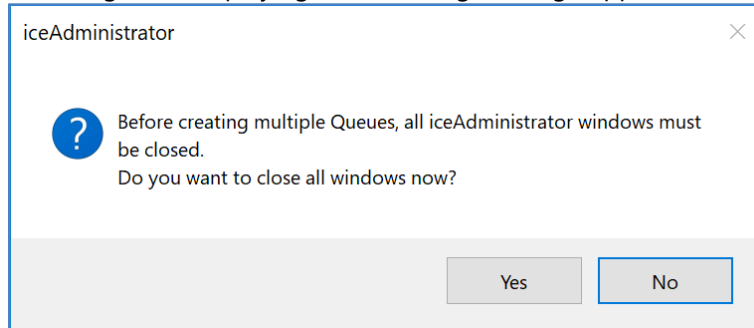 iceAdministrator
Before creating multiple Queues, all iceAdministrator windows must
be closed.
Do you want to close all windows now?
Yes No